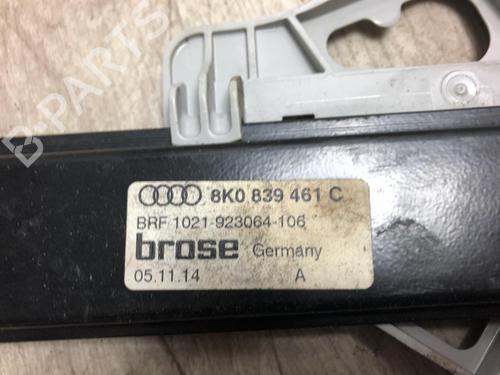 B-PARTS
8K0 839 461 C
BRF 1021-923064-106
brose Germany
05.11.14 A